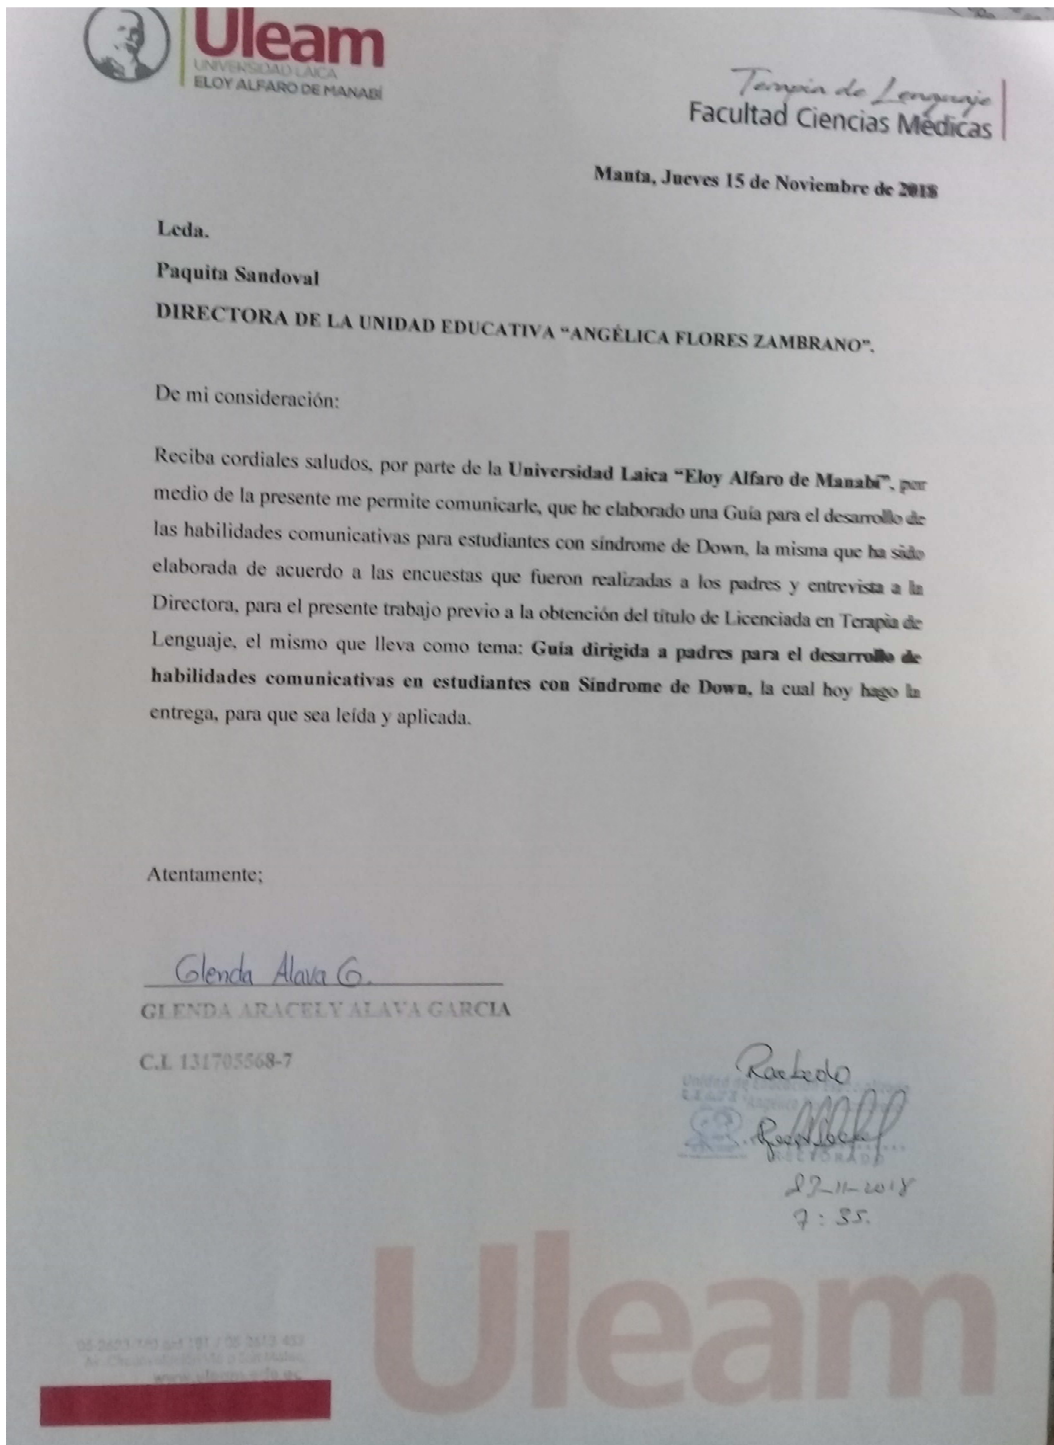 Uleam
UNIVERSIDAD LAICA
ELOY ALFARO DE MANABÍ
Terapia de Lenguaje
Facultad Ciencias Médicas
Manta, Jueves 15 de Noviembre de 2018
Lcda.
Paquita Sandoval
DIRECTORA DE LA UNIDAD EDUCATIVA “ANGÉLICA FLORES ZAMBRANO”.
De mi consideración:
Reciba cordiales saludos, por parte de la Universidad Laica “Eloy Alfaro de Manabí”, por
medio de la presente me permite comunicarle, que he elaborado una Guía para el desarrollo de
las habilidades comunicativas para estudiantes con síndrome de Down, la misma que ha sido
elaborada de acuerdo a las encuestas que fueron realizadas a los padres y entrevista a la
Directora, para el presente trabajo previo a la obtención del título de Licenciada en Terapia de
Lenguaje, el mismo que lleva como tema: Guía dirigida a padres para el desarrollo de
habilidades comunicativas en estudiantes con Síndrome de Down, la cual hoy hago la
entrega, para que sea leída y aplicada.
Atentamente;
Glenda Alava G.
GLENDA ARACELY ALAVA GARCIA
C.I. 131705568-7
Unidad de
"Angélica
-11-2018
7:35.
Uleam